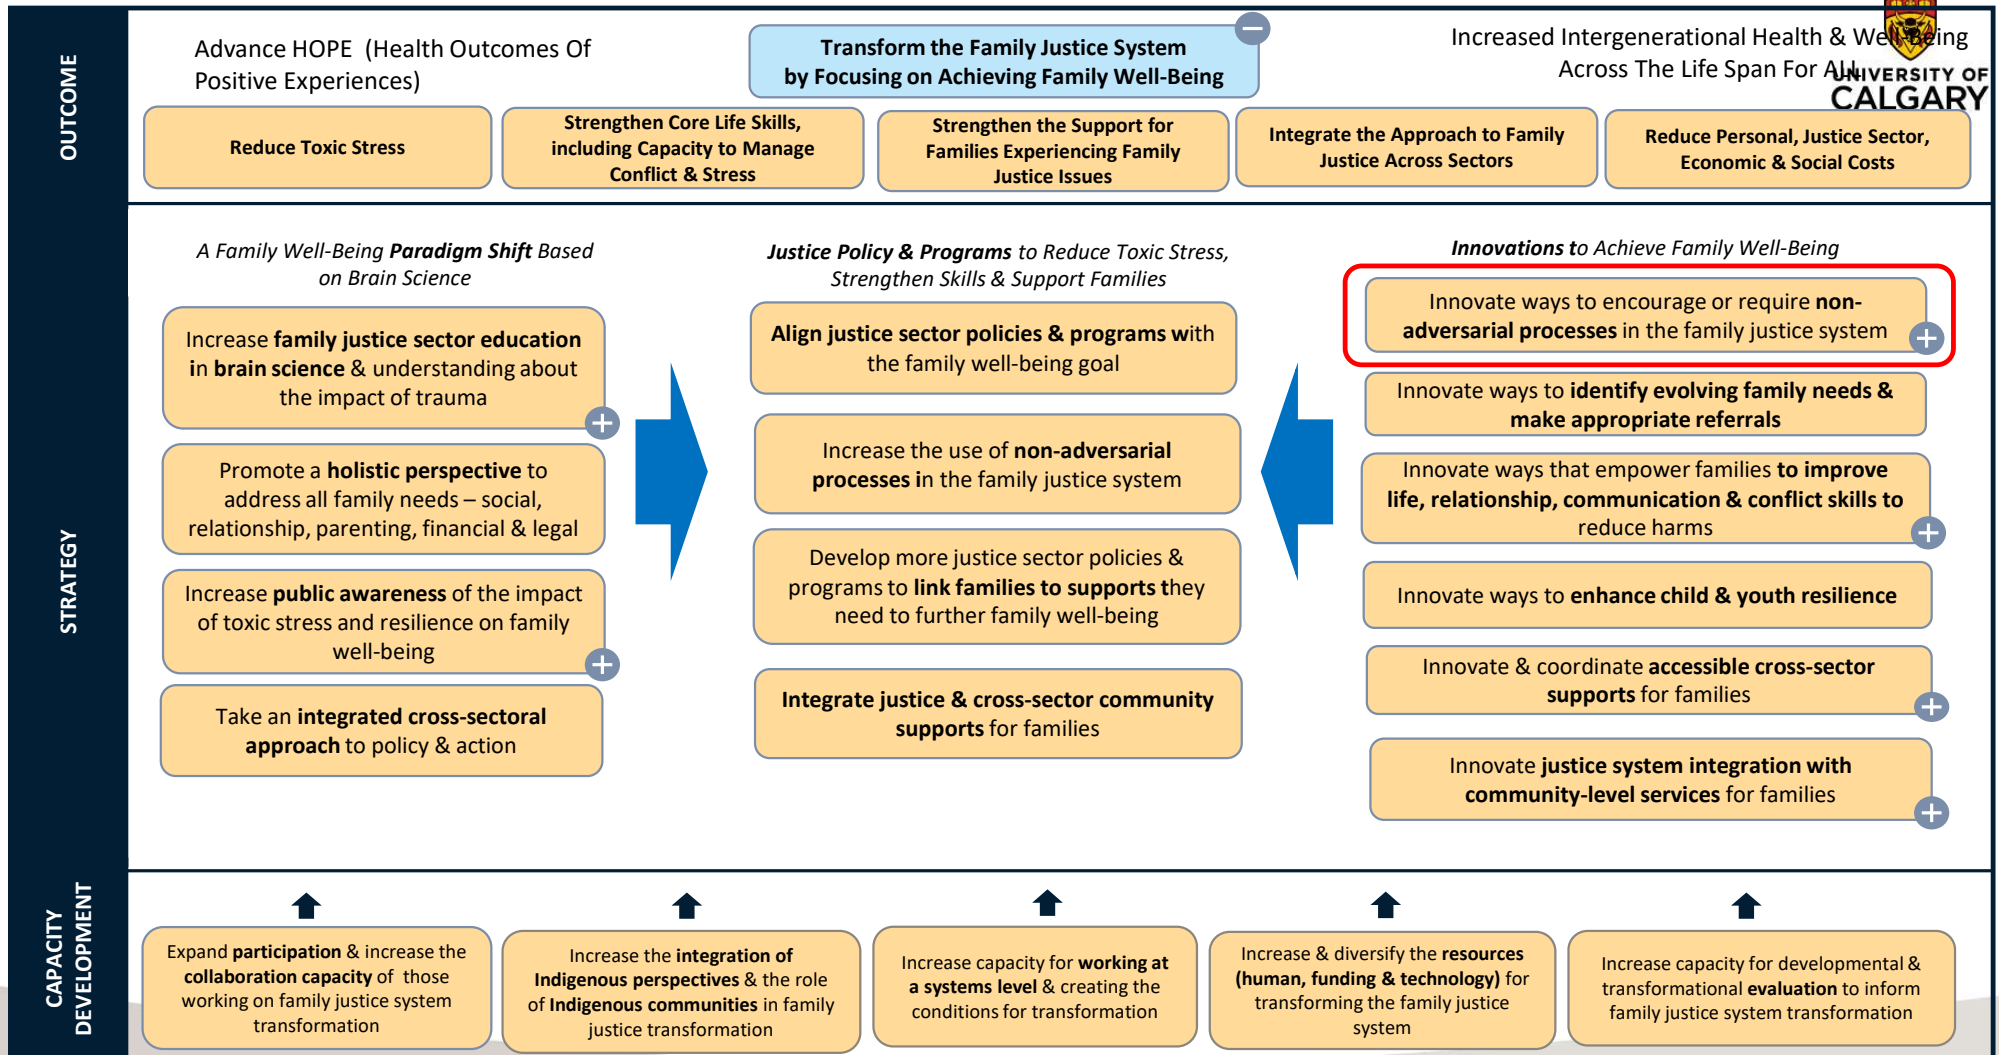 OUTCOME
Advance HOPE (Health Outcomes Of
Positive Experiences)
Transform the Family Justice System
by Focusing on Achieving Family Well-Being
Increased Intergenerational Health & Well-Being
Across The Life Span For ALL
UNIVERSITY OF
CALGARY
Reduce Toxic Stress
Strengthen Core Life Skills,
including Capacity to Manage
Conflict & Stress
Strengthen the Support for
Families Experiencing Family
Justice Issues
Integrate the Approach to Family
Justice Across Sectors
Reduce Personal, Justice Sector,
Economic & Social Costs
STRATEGY
A Family Well-Being Paradigm Shift Based
on Brain Science
Increase family justice sector education
in brain science & understanding about
the impact of trauma
Promote a holistic perspective to
address all family needs – social,
relationship, parenting, financial & legal
Increase public awareness of the impact
of toxic stress and resilience on family
well-being
Take an integrated cross-sectoral
approach to policy & action
Justice Policy & Programs to Reduce Toxic Stress,
Strengthen Skills & Support Families
Align justice sector policies & programs with
the family well-being goal
Increase the use of non-adversarial
processes in the family justice system
Develop more justice sector policies &
programs to link families to supports they
need to further family well-being
Integrate justice & cross-sector community
supports for families
Innovations to Achieve Family Well-Being
Innovate ways to encourage or require non-
adversarial processes in the family justice system
Innovate ways to identify evolving family needs &
make appropriate referrals
Innovate ways that empower families to improve
life, relationship, communication & conflict skills to
reduce harms
Innovate ways to enhance child & youth resilience
Innovate & coordinate accessible cross-sector
supports for families
Innovate justice system integration with
community-level services for families
CAPACITY
DEVELOPMENT
Expand participation & increase the
collaboration capacity of those
working on family justice system
transformation
Increase the integration of
Indigenous perspectives & the role
of Indigenous communities in family
justice transformation
Increase capacity for working at
a systems level & creating the
conditions for transformation
Increase & diversify the resources
(human, funding & technology) for
transforming the family justice
system
Increase capacity for developmental &
transformational evaluation to inform
family justice system transformation